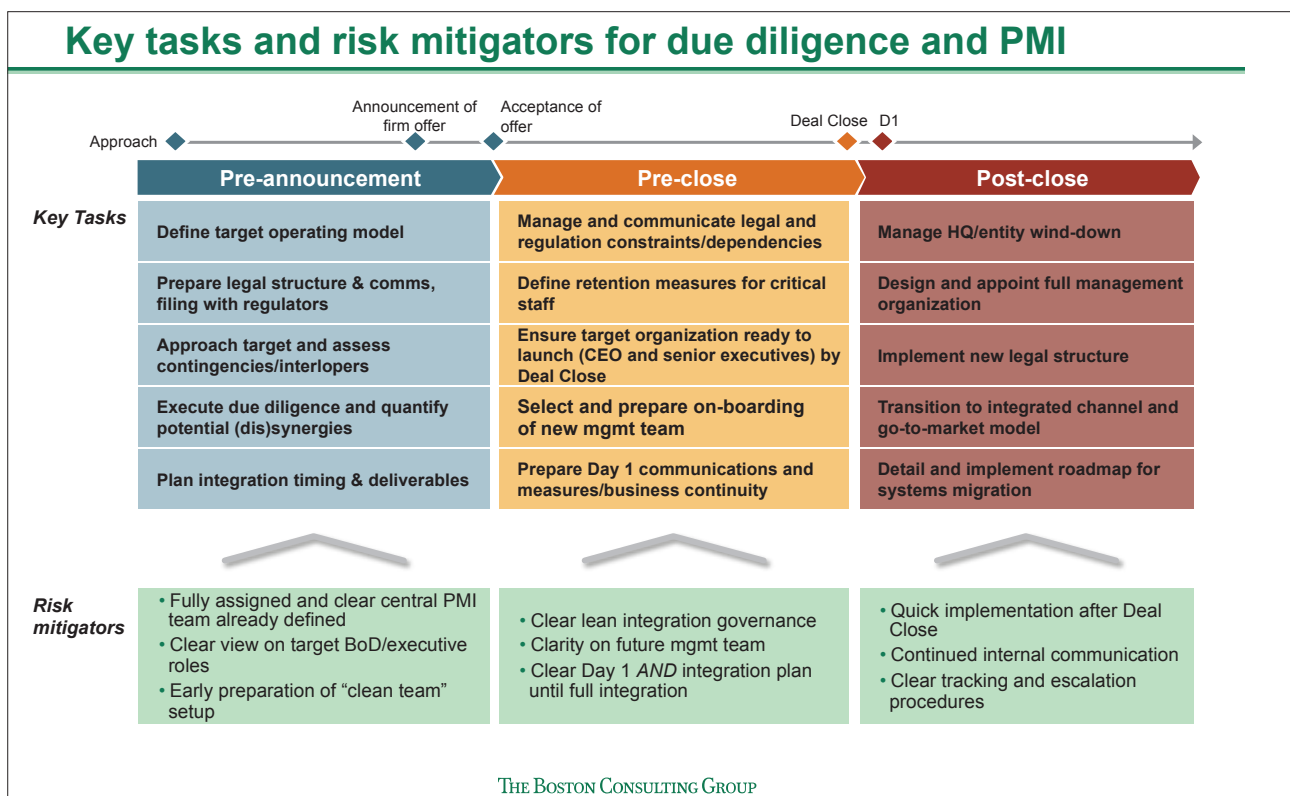 Key tasks and risk mitigators for due diligence and PMI
Approach
Announcement of
firm offer
Acceptance of
offer
Deal Close
D1
Pre-announcement
Pre-close
Post-close
Key Tasks
Define target operating model
Manage and communicate legal and
regulation constraints/dependencies
Manage HQ/entity wind-down
Prepare legal structure & comms,
filing with regulators
Define retention measures for critical
staff
Design and appoint full management
organization
Approach target and assess
contingencies/interlopers
Ensure target organization ready to
launch (CEO and senior executives) by
Deal Close
Implement new legal structure
Execute due diligence and quantify
potential (dis)synergies
Select and prepare on-boarding
of new mgmt team
Transition to integrated channel and
go-to-market model
Plan integration timing & deliverables
Prepare Day 1 communications and
measures/business continuity
Detail and implement roadmap for
systems migration
Risk
mitigators
• Fully assigned and clear central PMI
team already defined
• Clear view on target BoD/executive
roles
• Early preparation of “clean team”
setup
• Clear lean integration governance
• Clarity on future mgmt team
• Clear Day 1 AND integration plan
until full integration
• Quick implementation after Deal
Close
• Continued internal communication
• Clear tracking and escalation
procedures
THE BOSTON CONSULTING GROUP